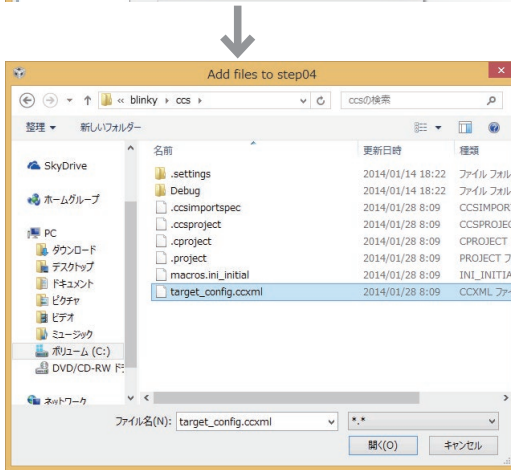 Add files to step04
« blinky › ccs ›
ccsの検索
整理 新しいフォルダー
名前 更新日時 種類
SkyDrive
ホームグループ
PC
ダウンロード
デスクトップ
ドキュメント
ピクチャ
ビデオ
ミュージック
ボリューム (C:)
DVD/CD-RW ド
ネットワーク
.settings 2014/01/14 18:22 ファイル フォル
Debug 2014/01/14 18:22 ファイル フォル
.ccsimportspec 2014/01/28 8:09 CCSIMPOR
.ccsproject 2014/01/28 8:09 CCSPROJEC
.cproject 2014/01/28 8:09 CPROJECT
.project 2014/01/28 8:09 PROJECT フ
macros.ini_initial 2014/01/28 8:09 INI_INITIA
target_config.ccxml 2014/01/28 8:09 CCXML ファイ
ファイル名(N): target_config.ccxml *.*
開く(O) キャンセル